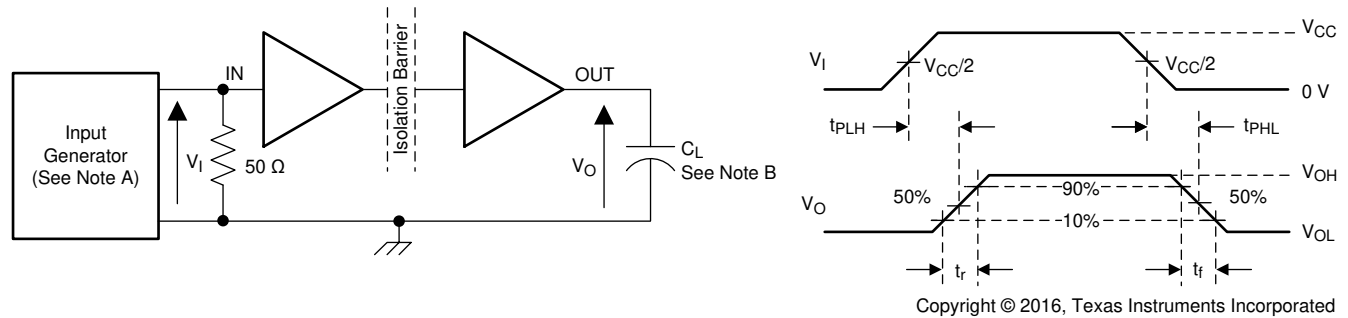 Input
Generator
(See Note A)
IN
V_I
50 Ω
Isolation Barrier
OUT
V_O
C_L
See Note B
V_I
V_CC/2
V_CC/2
V_CC
0 V
t_PLH
t_PHL
V_O
50%
90%
10%
50%
V_OH
V_OL
t_r
t_f
Copyright © 2016, Texas Instruments Incorporated